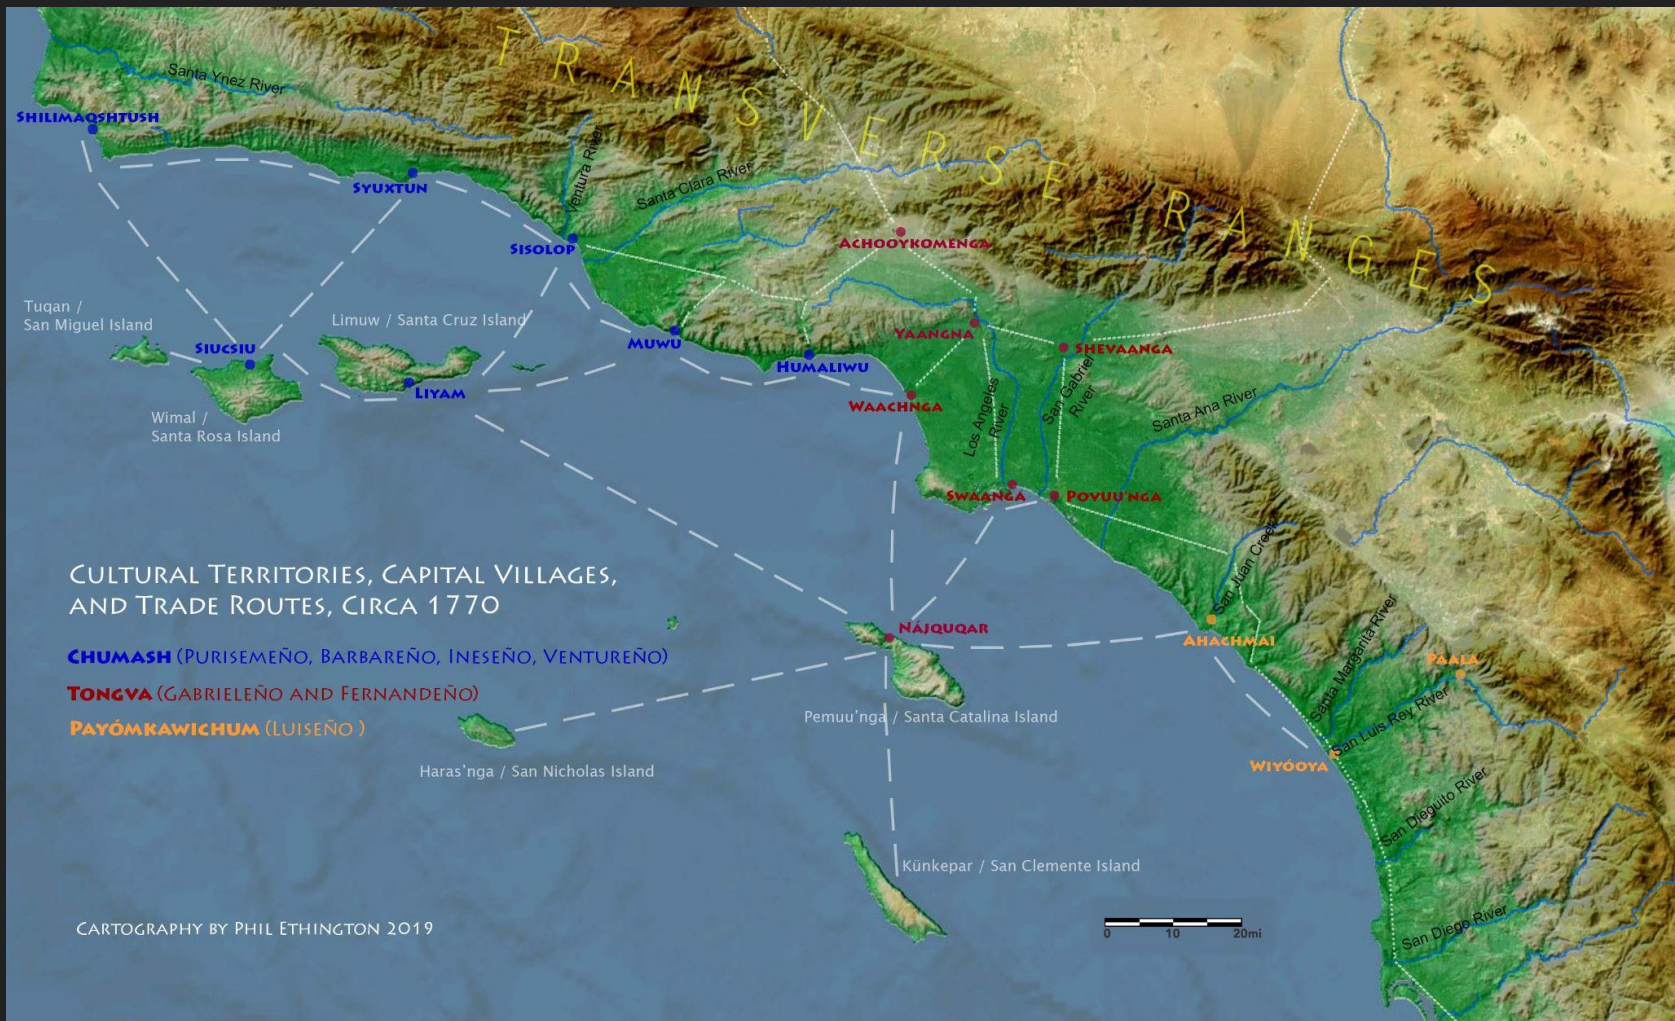 TRANSVERSE RANGES
Santa Ynez River
SHILIMAQSHTUSH
SYUXTUN
Ventura River
Santa Clara River
SISOLOP
ACHOOYKOMENGA
Tuqan /
San Miguel Island
Limuw / Santa Cruz Island
SIUCSIU
LIYAM
MUWU
HUMALIWU
YAANGNA
SHEVAANGA
WAACHNGA
Wimal /
Santa Rosa Island
Los Angeles
River
San Gabriel
River
Santa Ana River
SWAANGA
POVUU'NGA
CULTURAL TERRITORIES, CAPITAL VILLAGES,
AND TRADE ROUTES, CIRCA 1770
CHUMASH (PURISEMEÑO, BARBAREÑO, INESEÑO, VENTUREÑO)
TONGVA (GABRIELEÑO AND FERNANDEÑO)
PAYÓMKAWICHUM (LUISEÑO )
San Juan Creek
NÁJQUQAR
AHACHMAI
Santa Margarita River
PAALA
Pemuu'nga / Santa Catalina Island
San Luis Rey River
WIYÓOYA
Haras'nga / San Nicholas Island
San Dieguito River
Künkepar / San Clemente Island
San Diego River
0 10 20mi
CARTOGRAPHY BY PHIL ETHINGTON 2019